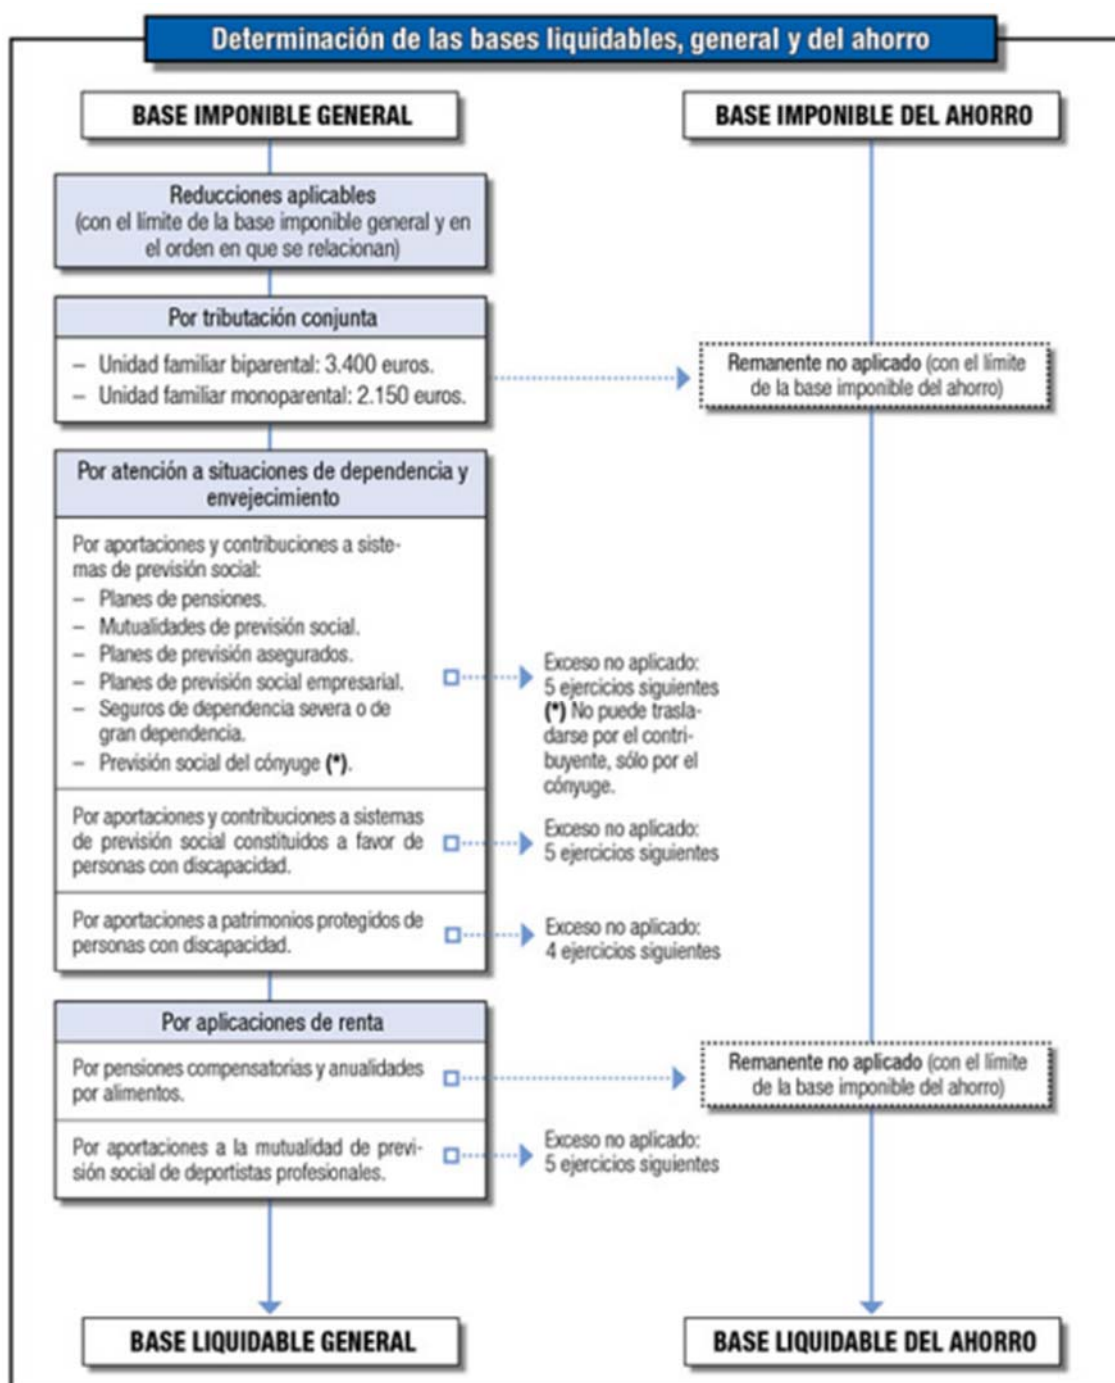 Determinación de las bases liquidables, general y del ahorro
BASE IMPONIBLE GENERAL
BASE IMPONIBLE DEL AHORRO
Reducciones aplicables
(con el límite de la base imponible general y en
el orden en que se relacionan)
Por tributación conjunta
– Unidad familiar biparental: 3.400 euros.
– Unidad familiar monoparental: 2.150 euros.
Remanente no aplicado (con el límite
de la base imponible del ahorro)
Por atención a situaciones de dependencia y
envejecimiento
Por aportaciones y contribuciones a siste-
mas de previsión social:
– Planes de pensiones.
– Mutualidades de previsión social.
– Planes de previsión asegurados.
– Planes de previsión social empresarial.
– Seguros de dependencia severa o de
gran dependencia.
– Previsión social del cónyuge (*).
Exceso no aplicado:
5 ejercicios siguientes
(*) No puede trasla-
darse por el contri-
buyente, sólo por el
cónyuge.
Por aportaciones y contribuciones a sistemas
de previsión social constituidos a favor de
personas con discapacidad.
Exceso no aplicado:
5 ejercicios siguientes
Por aportaciones a patrimonios protegidos de
personas con discapacidad.
Exceso no aplicado:
4 ejercicios siguientes
Por aplicaciones de renta
Por pensiones compensatorias y anualidades
por alimentos.
Remanente no aplicado (con el límite
de la base imponible del ahorro)
Por aportaciones a la mutualidad de previ-
sión social de deportistas profesionales.
Exceso no aplicado:
5 ejercicios siguientes
BASE LIQUIDABLE GENERAL
BASE LIQUIDABLE DEL AHORRO